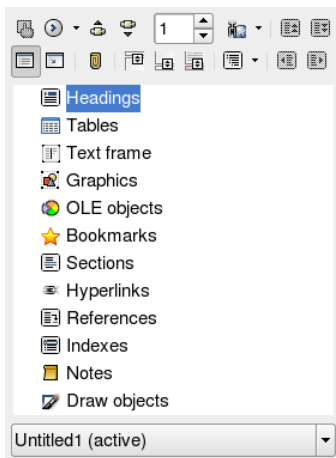 1
Headings
Tables
Text frame
Graphics
OLE objects
Bookmarks
Sections
Hyperlinks
References
Indexes
Notes
Draw objects
Untitled1 (active)